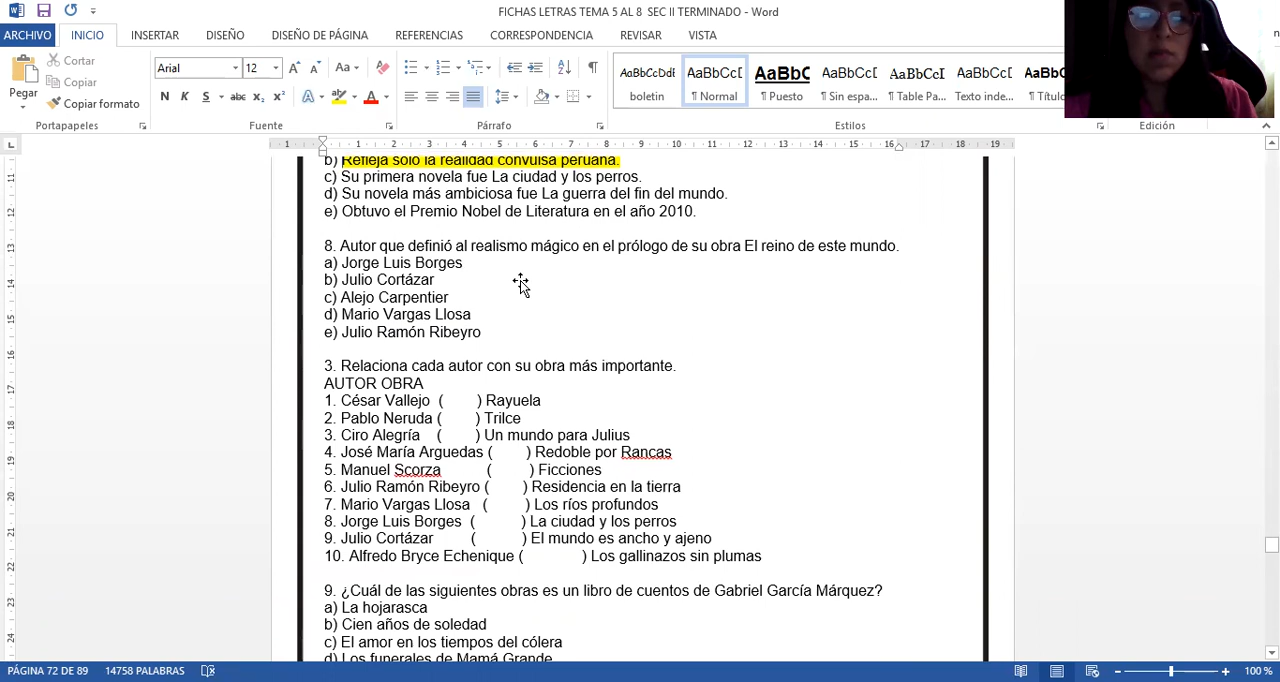 FICHAS LETRAS TEMA 5 AL 8 SEC II TERMINADO - Word
ARCHIVO INICIO INSERTAR DISEÑO DISEÑO DE PÁGINA REFERENCIAS CORRESPONDENCIA REVISAR VISTA
Pegar
Cortar
Copiar
Copiar formato
Portapapeles
Arial 12
Fuente
Párrafo
AaBbCcDdE AaBbCcD AaBbC AaBbCcD AaBbCcI AaBbCcD AaBbC
boletin ¶ Normal ¶ Puesto ¶ Sin espa... ¶ Table Pa... Texto inde... ¶ Título
Estilos
Edición
b) Refleja solo la realidad convulsa peruana.
c) Su primera novela fue La ciudad y los perros.
d) Su novela más ambiciosa fue La guerra del fin del mundo.
e) Obtuvo el Premio Nobel de Literatura en el año 2010.
8. Autor que definió al realismo mágico en el prólogo de su obra El reino de este mundo.
a) Jorge Luis Borges
b) Julio Cortázar
c) Alejo Carpentier
d) Mario Vargas Llosa
e) Julio Ramón Ribeyro
3. Relaciona cada autor con su obra más importante.
AUTOR OBRA
1. César Vallejo ( ) Rayuela
2. Pablo Neruda ( ) Trilce
3. Ciro Alegría ( ) Un mundo para Julius
4. José María Arguedas ( ) Redoble por Rancas
5. Manuel Scorza ( ) Ficciones
6. Julio Ramón Ribeyro ( ) Residencia en la tierra
7. Mario Vargas Llosa ( ) Los ríos profundos
8. Jorge Luis Borges ( ) La ciudad y los perros
9. Julio Cortázar ( ) El mundo es ancho y ajeno
10. Alfredo Bryce Echenique ( ) Los gallinazos sin plumas
9. ¿Cuál de las siguientes obras es un libro de cuentos de Gabriel García Márquez?
a) La hojarasca
b) Cien años de soledad
c) El amor en los tiempos del cólera
d) Los funerales de Mamá Grande
PÁGINA 72 DE 89 14758 PALABRAS 100 %